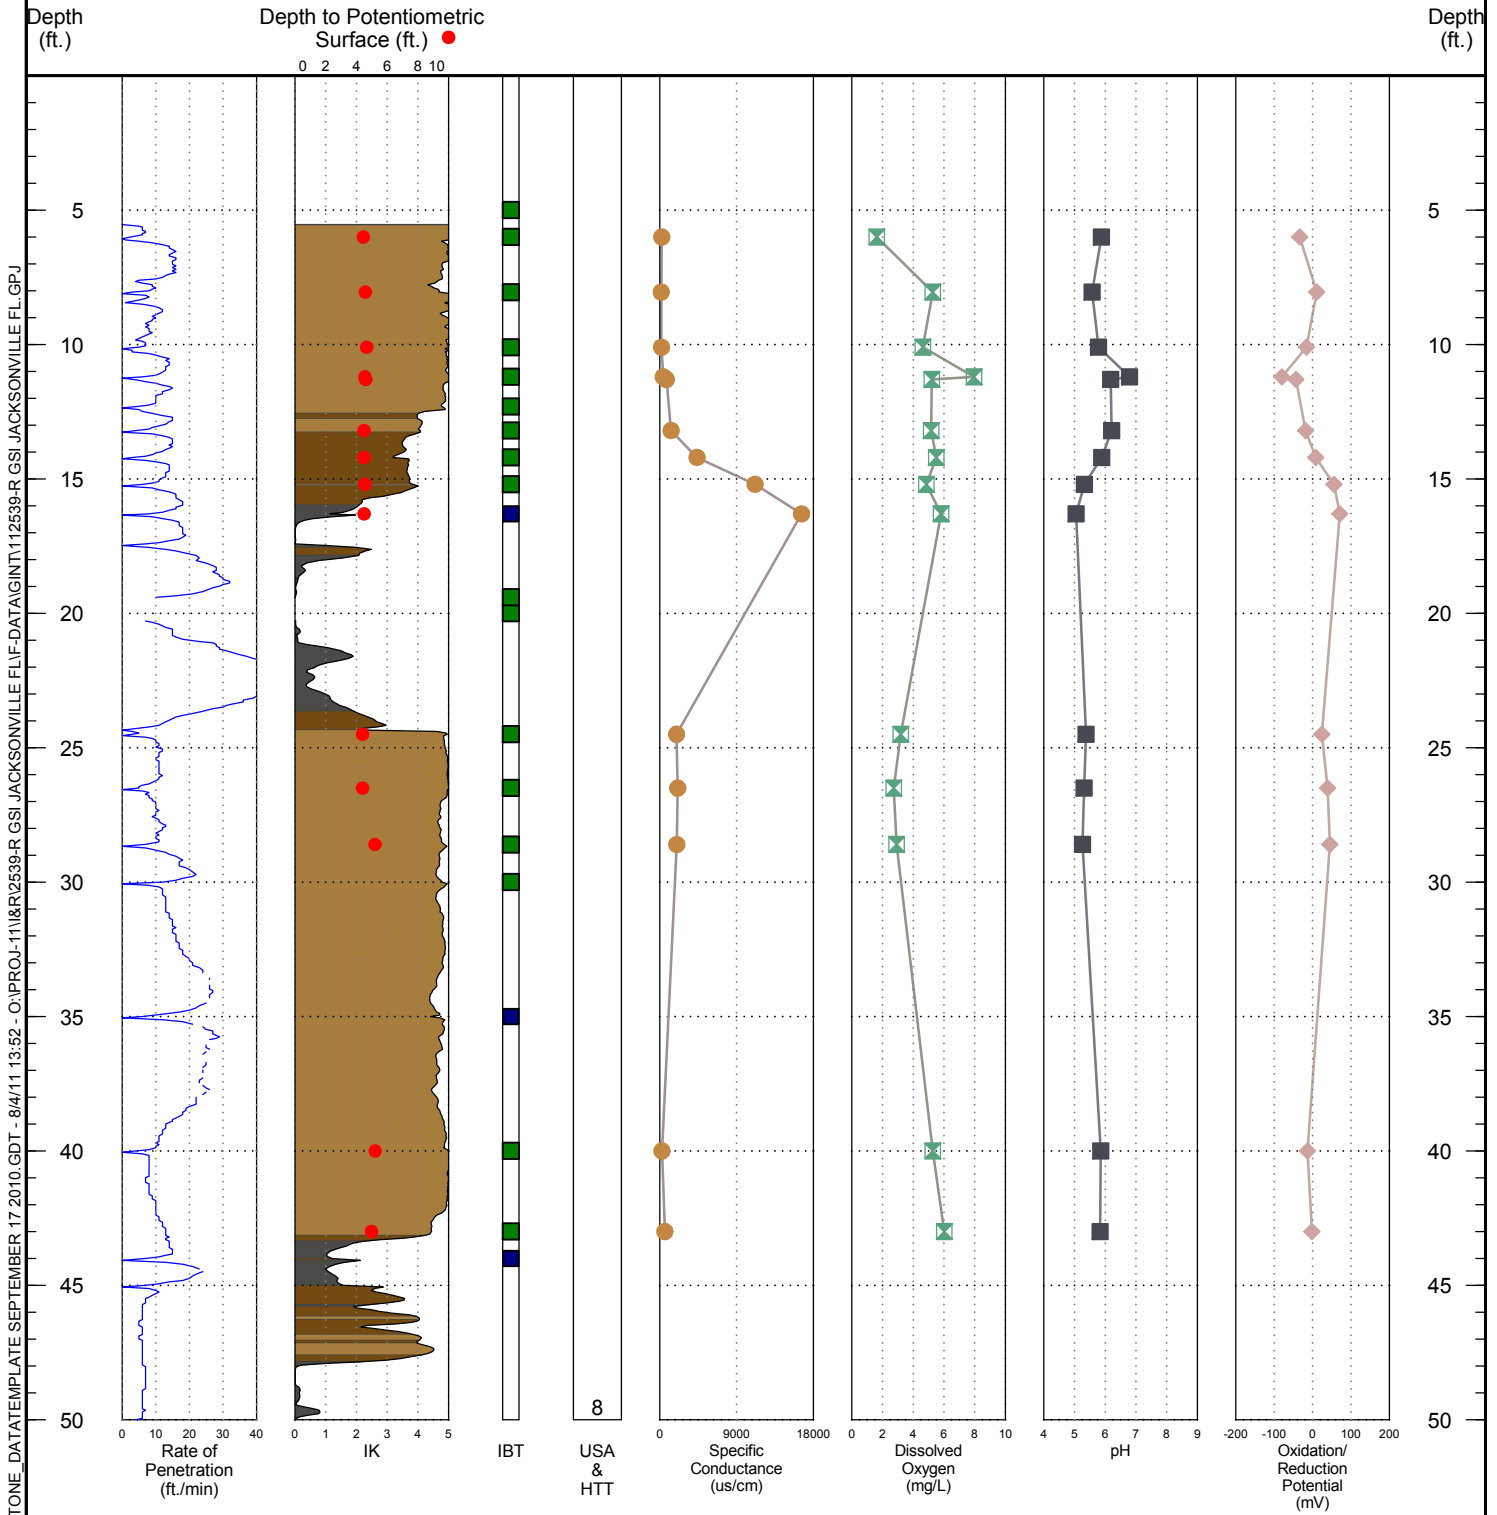 Depth
(ft.)
Depth to Potentiometric
Surface (ft.)
0 2 4 6 8 10
Depth
(ft.)
5 5
10 10
15 15
20 20
25 25
30 30
35 35
40 40
45 45
50 8 50
0 10 20 30 40
Rate of
Penetration
(ft./min)
0 1 2 3 4 5
IK
IBT
USA
&
HTT
0 9000 18000
Specific
Conductance
(us/cm)
0 2 4 6 8 10
Dissolved
Oxygen
(mg/L)
4 5 6 7 8 9
pH
-200 -100 0 100 200
Oxidation/
Reduction
Potential
(mV)
TONE_DATATEMPLATE SEPTEMBER 17 2010.GDT - 8/4/11 13:52 - O:\PROJ-11\I&R\2539-R GSI JACKSONVILLE FL\F-DATA\GINT\112539-R GSI JACKSONVILLE FL.GPJ